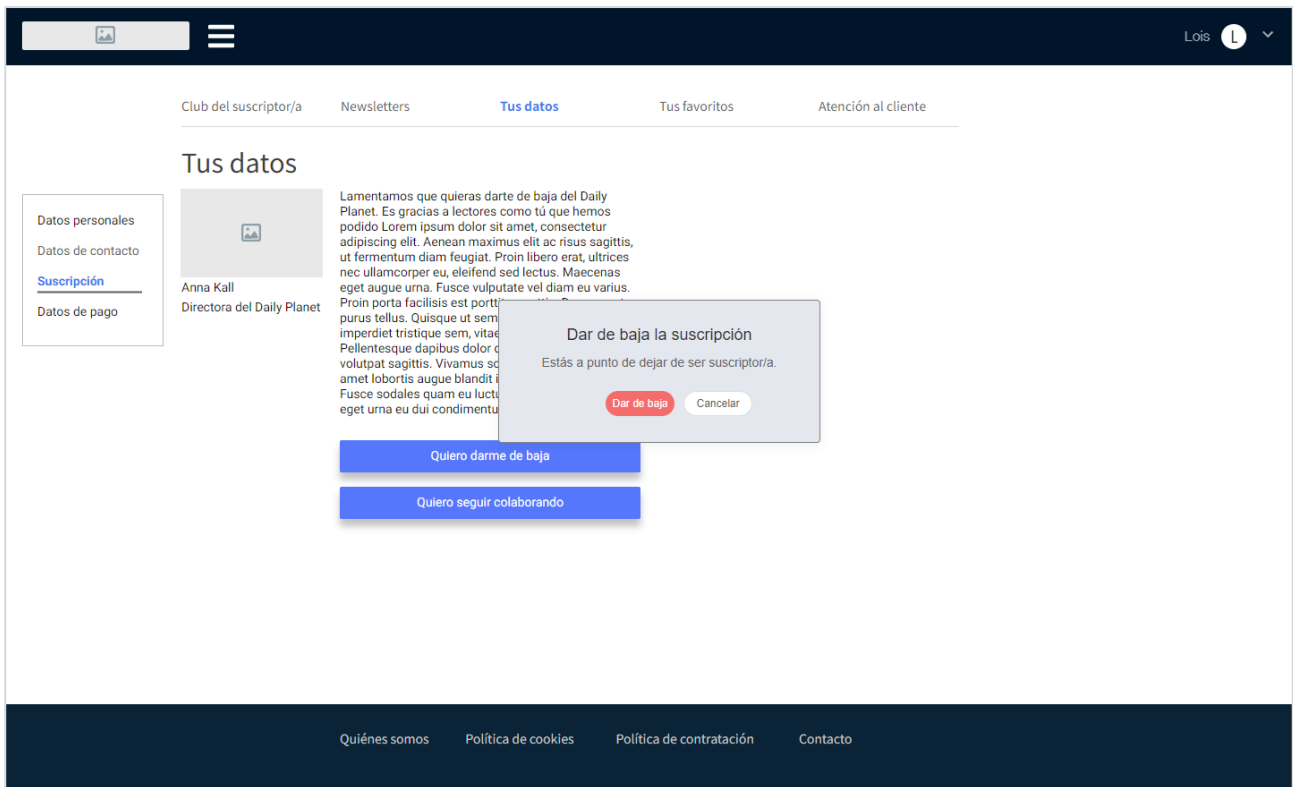 Lois L
Club del suscriptor/a Newsletters Tus datos Tus favoritos Atención al cliente
Tus datos
Datos personales
Datos de contacto
Suscripción
Datos de pago
Anna Kall
Directora del Daily Planet
Lamentamos que quieras darte de baja del Daily
Planet. Es gracias a lectores como tú que hemos
podido Lorem ipsum dolor sit amet, consectetur
adipiscing elit. Aenean maximus elit ac risus sagittis,
ut fermentum diam feugiat. Proin libero erat, ultrices
nec ullamcorper eu, eleifend sed lectus. Maecenas
eget augue urna. Fusce vulputate vel diam eu varius.
Proin porta facilisis est
purus tellus. Quisque ut sem
imperdiet tristique sem, vitae
Pellentesque dapibus dolor
volutpat sagittis. Vivamus
amet lobortis augue blandit
Fusce sodales quam eu
eget urna eu dui
Dar de baja la suscripción
Estás a punto de dejar de ser suscriptor/a.
Dar de baja Cancelar
Quiero darme de baja
Quiero seguir colaborando
Quiénes somos Política de cookies Política de contratación Contacto